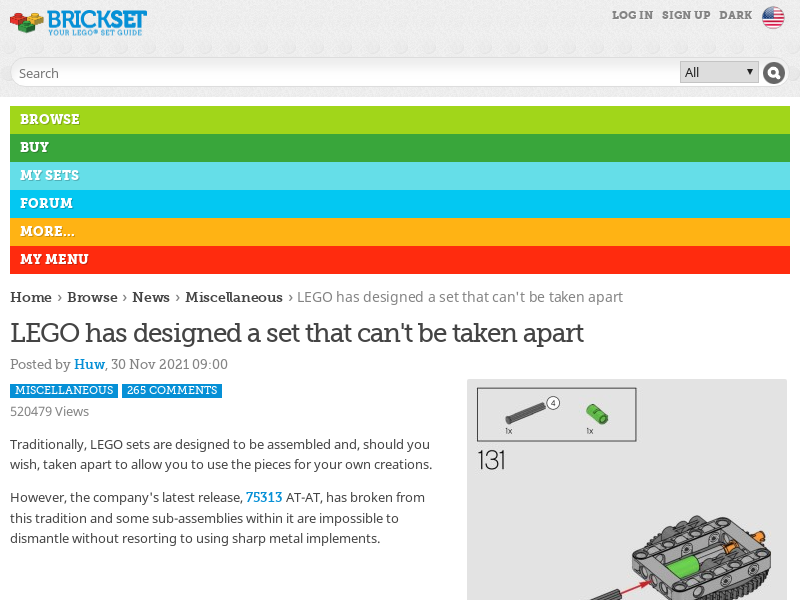 BRICKSET
YOUR LEGO® SET GUIDE
LOG IN SIGN UP DARK
Search
All
BROWSE
BUY
MY SETS
FORUM
MORE...
MY MENU
Home › Browse › News › Miscellaneous › LEGO has designed a set that can't be taken apart
LEGO has designed a set that can't be taken apart
Posted by Huw, 30 Nov 2021 09:00
MISCELLANEOUS 265 COMMENTS
520479 Views
Traditionally, LEGO sets are designed to be assembled and, should you
wish, taken apart to allow you to use the pieces for your own creations.
However, the company's latest release, 75313 AT-AT, has broken from
this tradition and some sub-assemblies within it are impossible to
dismantle without resorting to using sharp metal implements.
4
1x 1x
131